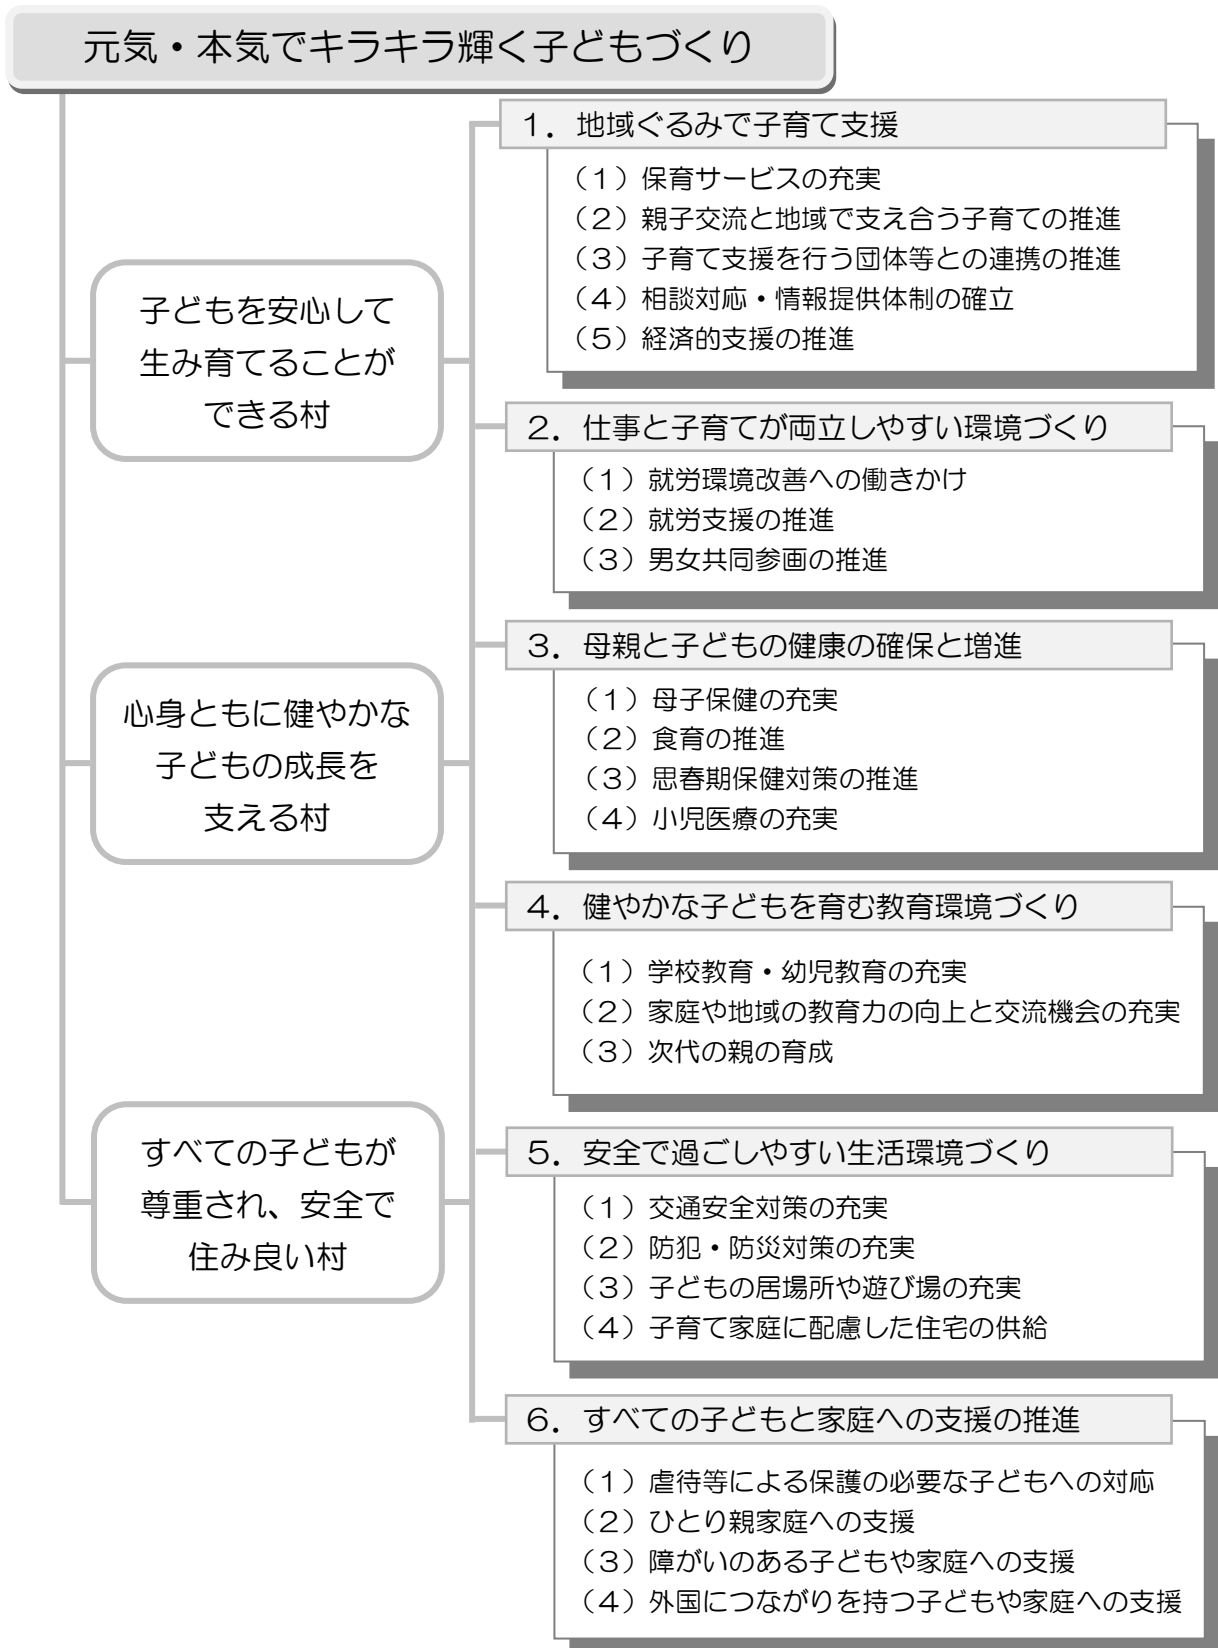 元気・本気でキラキラ輝く子どもづくり
子どもを安心して
生み育てることが
できる村
心身ともに健やかな
子どもの成長を
支える村
すべての子どもが
尊重され、安全で
住み良い村
１．地域ぐるみで子育て支援
（１）保育サービスの充実
（２）親子交流と地域で支え合う子育ての推進
（３）子育て支援を行う団体等との連携の推進
（４）相談対応・情報提供体制の確立
（５）経済的支援の推進
２．仕事と子育てが両立しやすい環境づくり
（１）就労環境改善への働きかけ
（２）就労支援の推進
（３）男女共同参画の推進
３．母親と子どもの健康の確保と増進
（１）母子保健の充実
（２）食育の推進
（３）思春期保健対策の推進
（４）小児医療の充実
４．健やかな子どもを育む教育環境づくり
（１）学校教育・幼児教育の充実
（２）家庭や地域の教育力の向上と交流機会の充実
（３）次代の親の育成
５．安全で過ごしやすい生活環境づくり
（１）交通安全対策の充実
（２）防犯・防災対策の充実
（３）子どもの居場所や遊び場の充実
（４）子育て家庭に配慮した住宅の供給
６．すべての子どもと家庭への支援の推進
（１）虐待等による保護の必要な子どもへの対応
（２）ひとり親家庭への支援
（３）障がいのある子どもや家庭への支援
（４）外国につながりを持つ子どもや家庭への支援